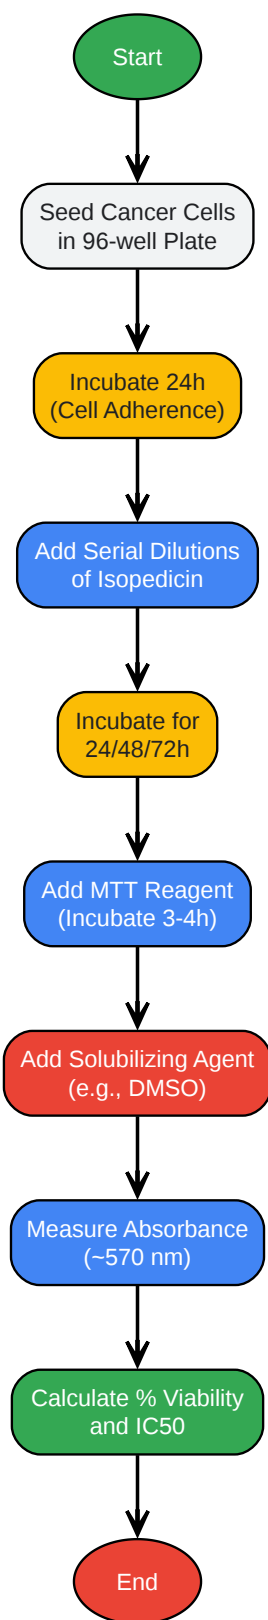 Start
Seed Cancer Cells
in 96-well Plate
Incubate 24h
(Cell Adherence)
Add Serial Dilutions
of Isopedicin
Incubate for
24/48/72h
Add MTT Reagent
(Incubate 3-4h)
Add Solubilizing Agent
(e.g., DMSO)
Measure Absorbance
(~570 nm)
Calculate % Viability
and IC50
End